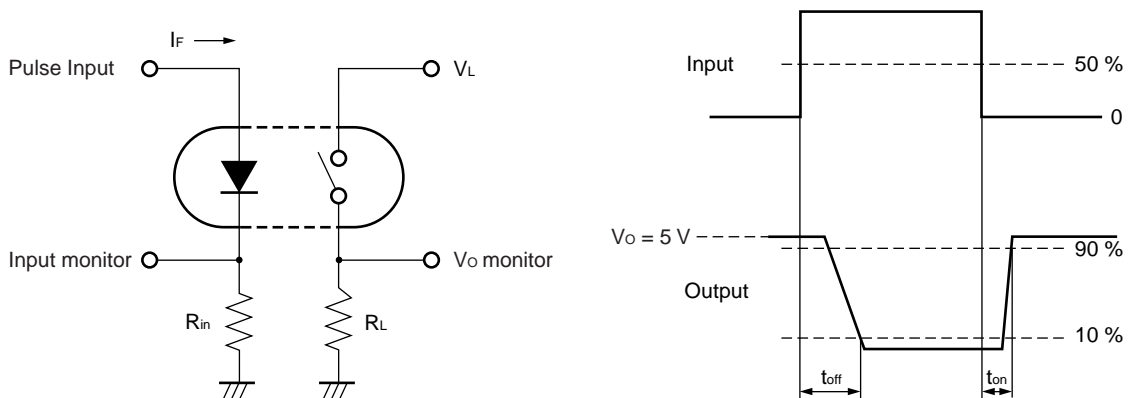 IF
Pulse Input
VL
Input monitor
VO monitor
Rin
RL
Input
50 %
0
VO = 5 V
90 %
Output
10 %
toff
ton